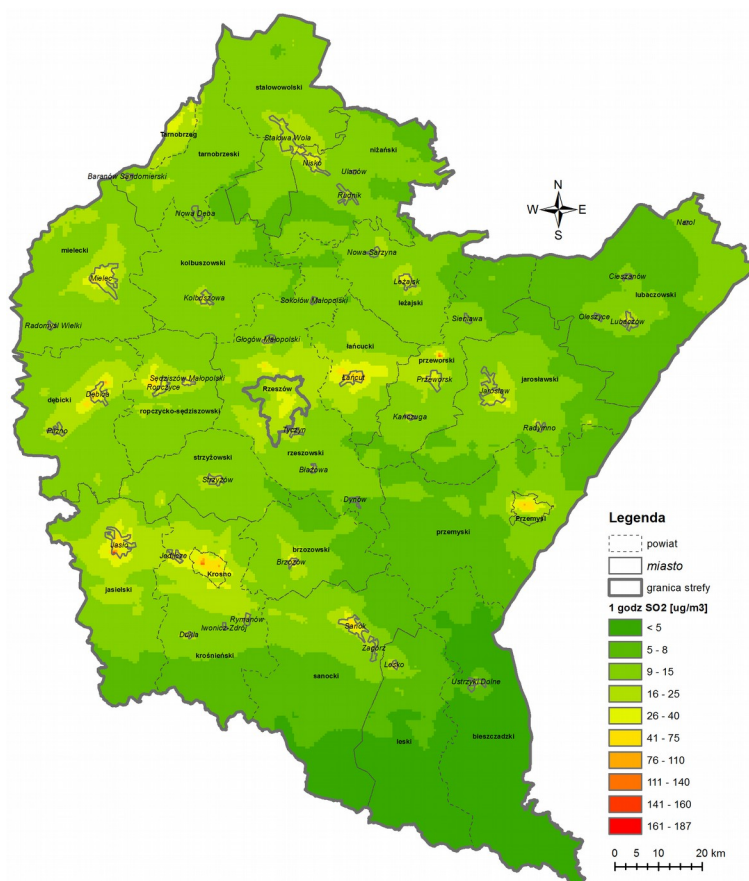 stalowowolski
Tarnobrzeg
Stalowa Wola
tarnobrzeski
Nisko
niżański
Baranów Sandomierski
Ulanów
Rudnik
Nowa Dęba
N
W E
S
Narol
mielecki
kolbuszowski
Nowa Sarzyna
Mielec
Leżajsk
Cieszanów
lubaczowski
Kolbuszowa
Sokołów Małopolski
leżajski
Radomyśl Wielki
Sieniawa
Oleszyce
Lubaczów
Głogów Małopolski
łańcucki
przeworski
jarosławski
Sędziszów Małopolski
Ropczyce
Rzeszów
Łańcut
Przeworsk
Jarosław
dębicki
Dębica
ropczycko-sędziszowski
Pilzno
Tyczyn
Kańczuga
Radymno
strzyżowski
rzeszowski
Strzyżów
Błażowa
Dynów
Przemyśl
przemyski
Jasło
Jedlicze
Krosno
brzozowski
Brzozów
jasielski
Rymanów
Iwonicz-Zdrój
Dukla
Sanok
Zagórz
krośnieński
Lesko
sanocki
Ustrzyki Dolne
leski
bieszczadzki
Legenda
powiat
miasto
granica strefy
1 godz SO2 [ug/m3]
< 5
5 - 8
9 - 15
16 - 25
26 - 40
41 - 75
76 - 110
111 - 140
141 - 160
161 - 187
0 5 10 20 km